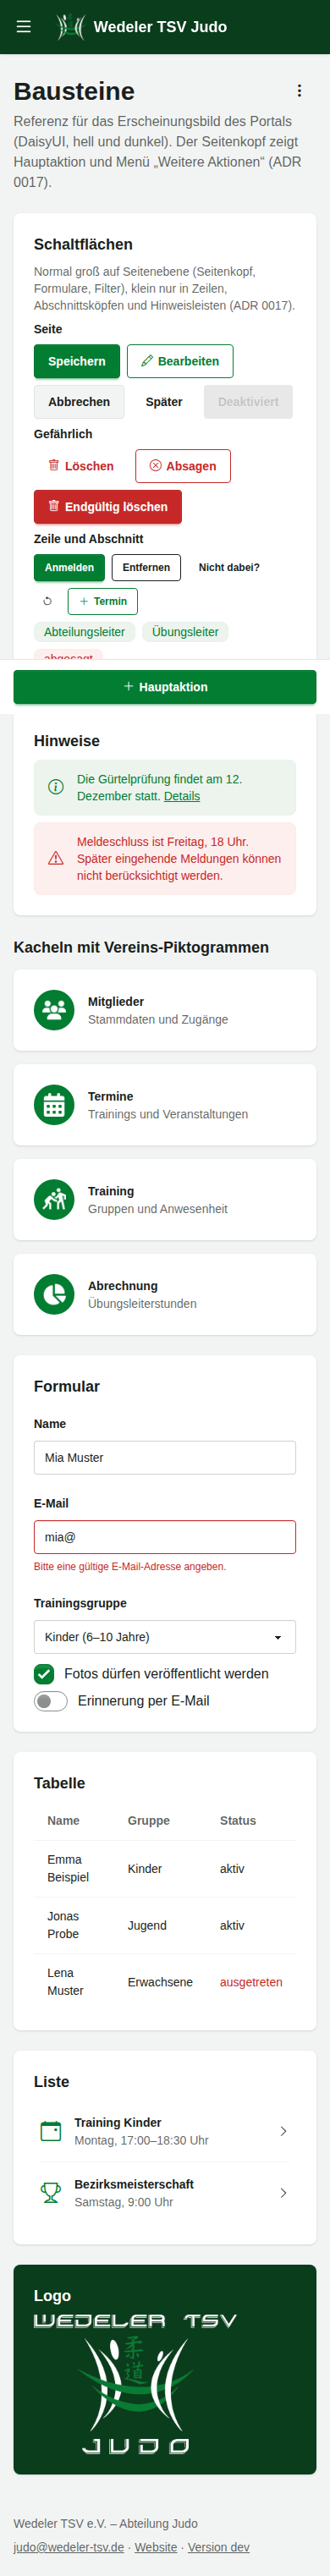 Wedeler TSV Judo
Bausteine
Referenz für das Erscheinungsbild des Portals
(DaisyUI, hell und dunkel). Der Seitenkopf zeigt
Hauptaktion und Menü „Weitere Aktionen“ (ADR
0017).
Schaltflächen
Normal groß auf Seitenebene (Seitenkopf,
Formulare, Filter), klein nur in Zeilen,
Abschnittsköpfen und Hinweisleisten (ADR 0017).
Seite
Speichern
Bearbeiten
Abbrechen
Später
Deaktiviert
Gefährlich
Löschen
Absagen
Endgültig löschen
Zeile und Abschnitt
Anmelden
Entfernen
Nicht dabei?
Termin
Abteilungsleiter
Übungsleiter
abgesagt
Hauptaktion
Hinweise
Die Gürtelprüfung findet am 12.
Dezember statt. Details
Meldeschluss ist Freitag, 18 Uhr.
Später eingehende Meldungen können
nicht berücksichtigt werden.
Kacheln mit Vereins-Piktogrammen
Mitglieder
Stammdaten und Zugänge
Termine
Trainings und Veranstaltungen
Training
Gruppen und Anwesenheit
Abrechnung
Übungsleiterstunden
Formular
Name
Mia Muster
E-Mail
mia@
Bitte eine gültige E-Mail-Adresse angeben.
Trainingsgruppe
Kinder (6–10 Jahre)
Fotos dürfen veröffentlicht werden
Erinnerung per E-Mail
Tabelle
Name Gruppe Status
Emma
Beispiel Kinder aktiv
Jonas
Probe Jugend aktiv
Lena
Muster Erwachsene ausgetreten
Liste
Training Kinder
Montag, 17:00–18:30 Uhr
Bezirksmeisterschaft
Samstag, 9:00 Uhr
Logo
WEDELER TSV
柔道
JUDO
Wedeler TSV e.V. – Abteilung Judo
judo@wedeler-tsv.de · Website · Version dev